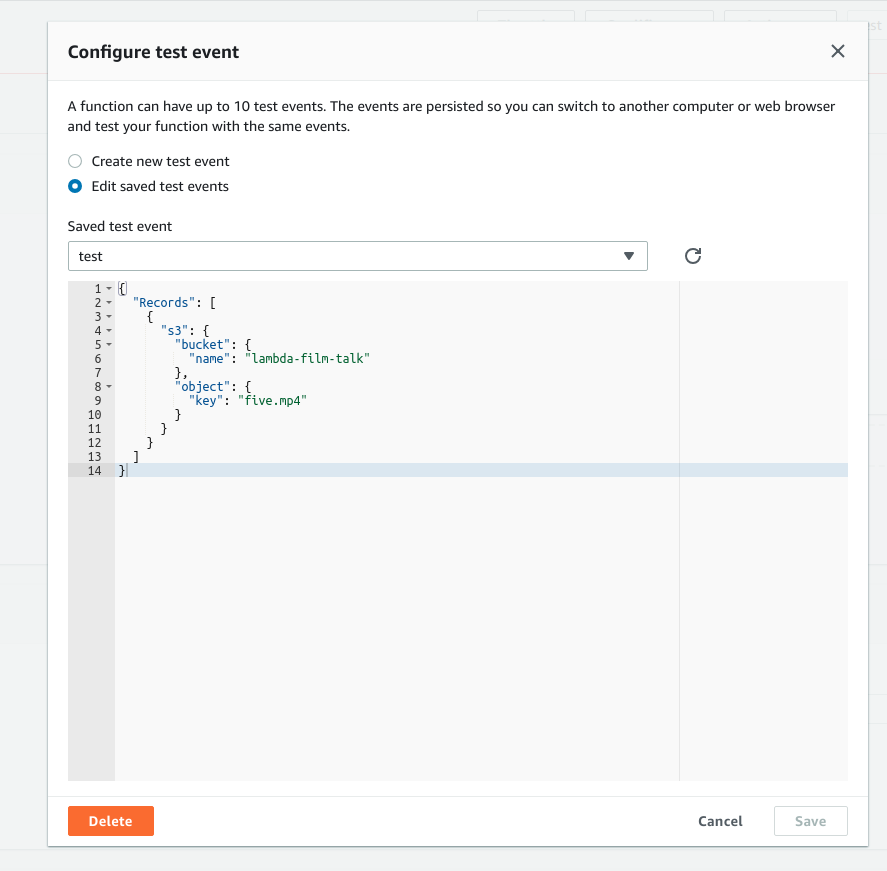 Configure test event
A function can have up to 10 test events. The events are persisted so you can switch to another computer or web browser
and test your function with the same events.
Create new test event
Edit saved test events
Saved test event
test
1 {
2 "Records": [
3 {
4 "s3": {
5 "bucket": {
6 "name": "lambda-film-talk"
7 },
8 "object": {
9 "key": "five.mp4"
10 }
11 }
12 }
13 ]
14 }
Delete
Cancel
Save